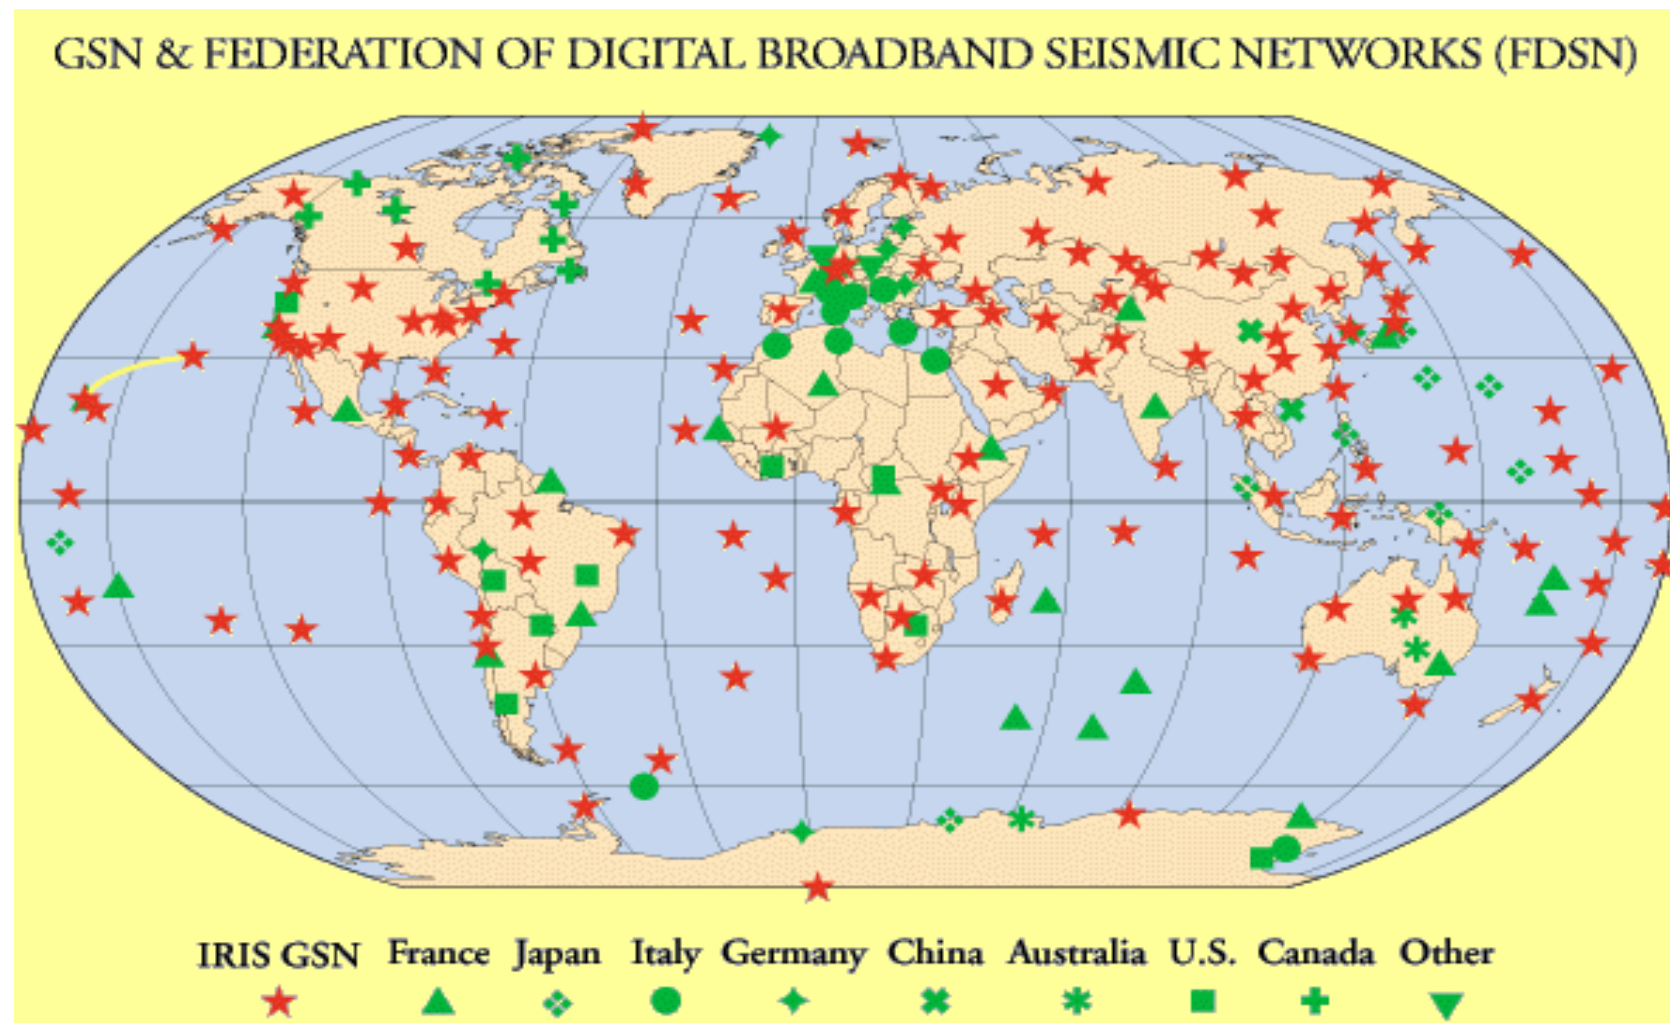 GSN & FEDERATION OF DIGITAL BROADBAND SEISMIC NETWORKS (FDSN)
IRIS GSN France Japan Italy Germany China Australia U.S. Canada Other